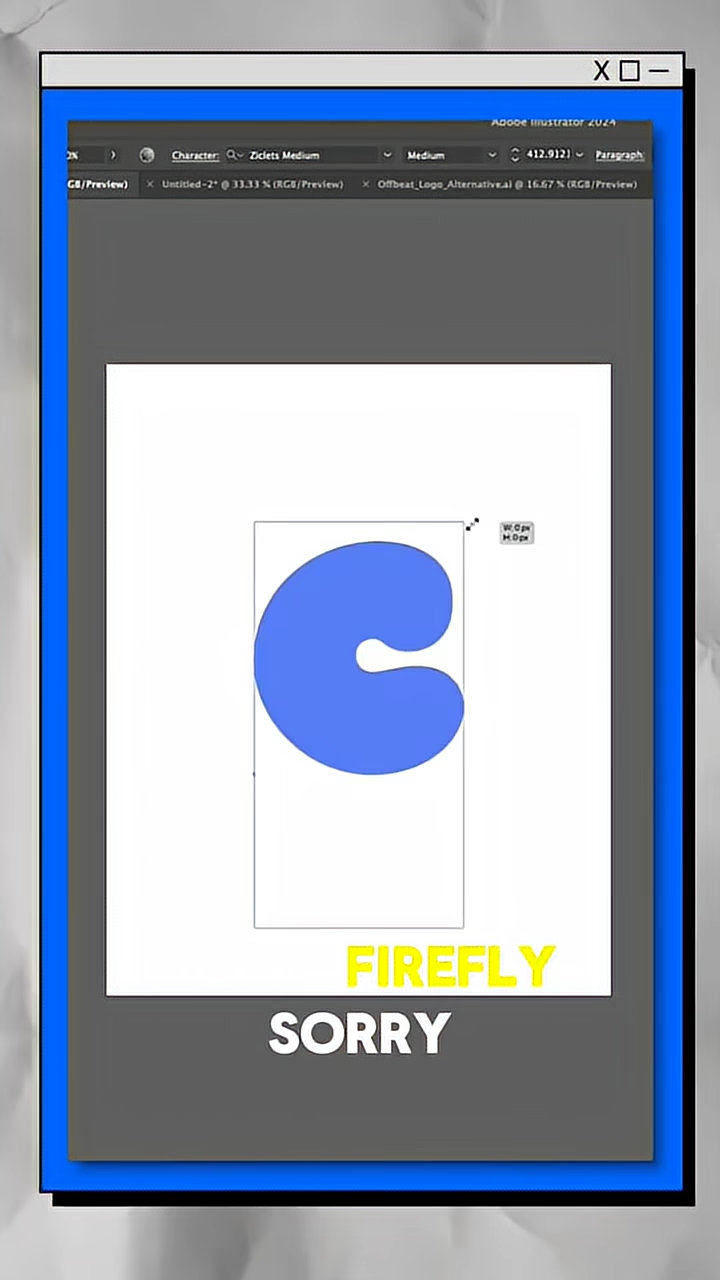 X
Adobe Illustrator 2024
0% Character: Ziclets Medium Medium 412.9121 Paragraph:
GB/Preview) × Untitled-2* @ 33.33 % (RGB/Preview) × Offbeat_Logo_Alternative.ai @ 16.67 % (RGB/Preview)
W: 0 px
H: 0 px
C
FIREFLY
SORRY